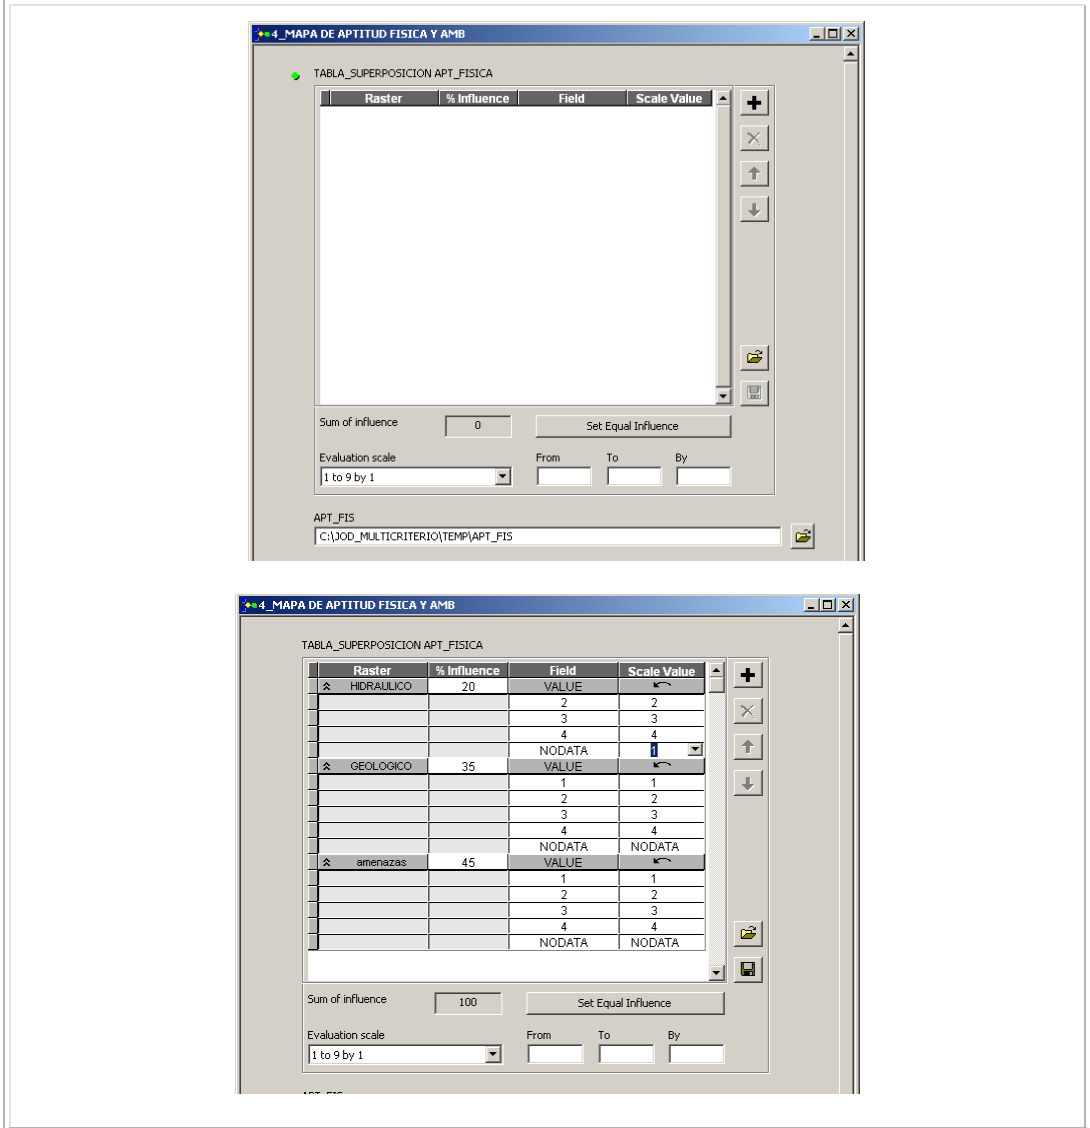 4_MAPA DE APTITUD FISICA Y AMB
TABLA_SUPERPOSICION APT_FISICA
Raster % Influence Field Scale Value
Sum of influence 0 Set Equal Influence
Evaluation scale From To By
1 to 9 by 1
APT_FIS
C:\JOD_MULTICRITERIO\TEMP\APT_FIS
4_MAPA DE APTITUD FISICA Y AMB
TABLA_SUPERPOSICION APT_FISICA
Raster % Influence Field Scale Value
HIDRAULICO 20 VALUE
2 2
3 3
4 4
NODATA 1
GEOLOGICO 35 VALUE
1 1
2 2
3 3
4 4
NODATA NODATA
amenazas 45 VALUE
1 1
2 2
3 3
4 4
NODATA NODATA
Sum of influence 100 Set Equal Influence
Evaluation scale From To By
1 to 9 by 1